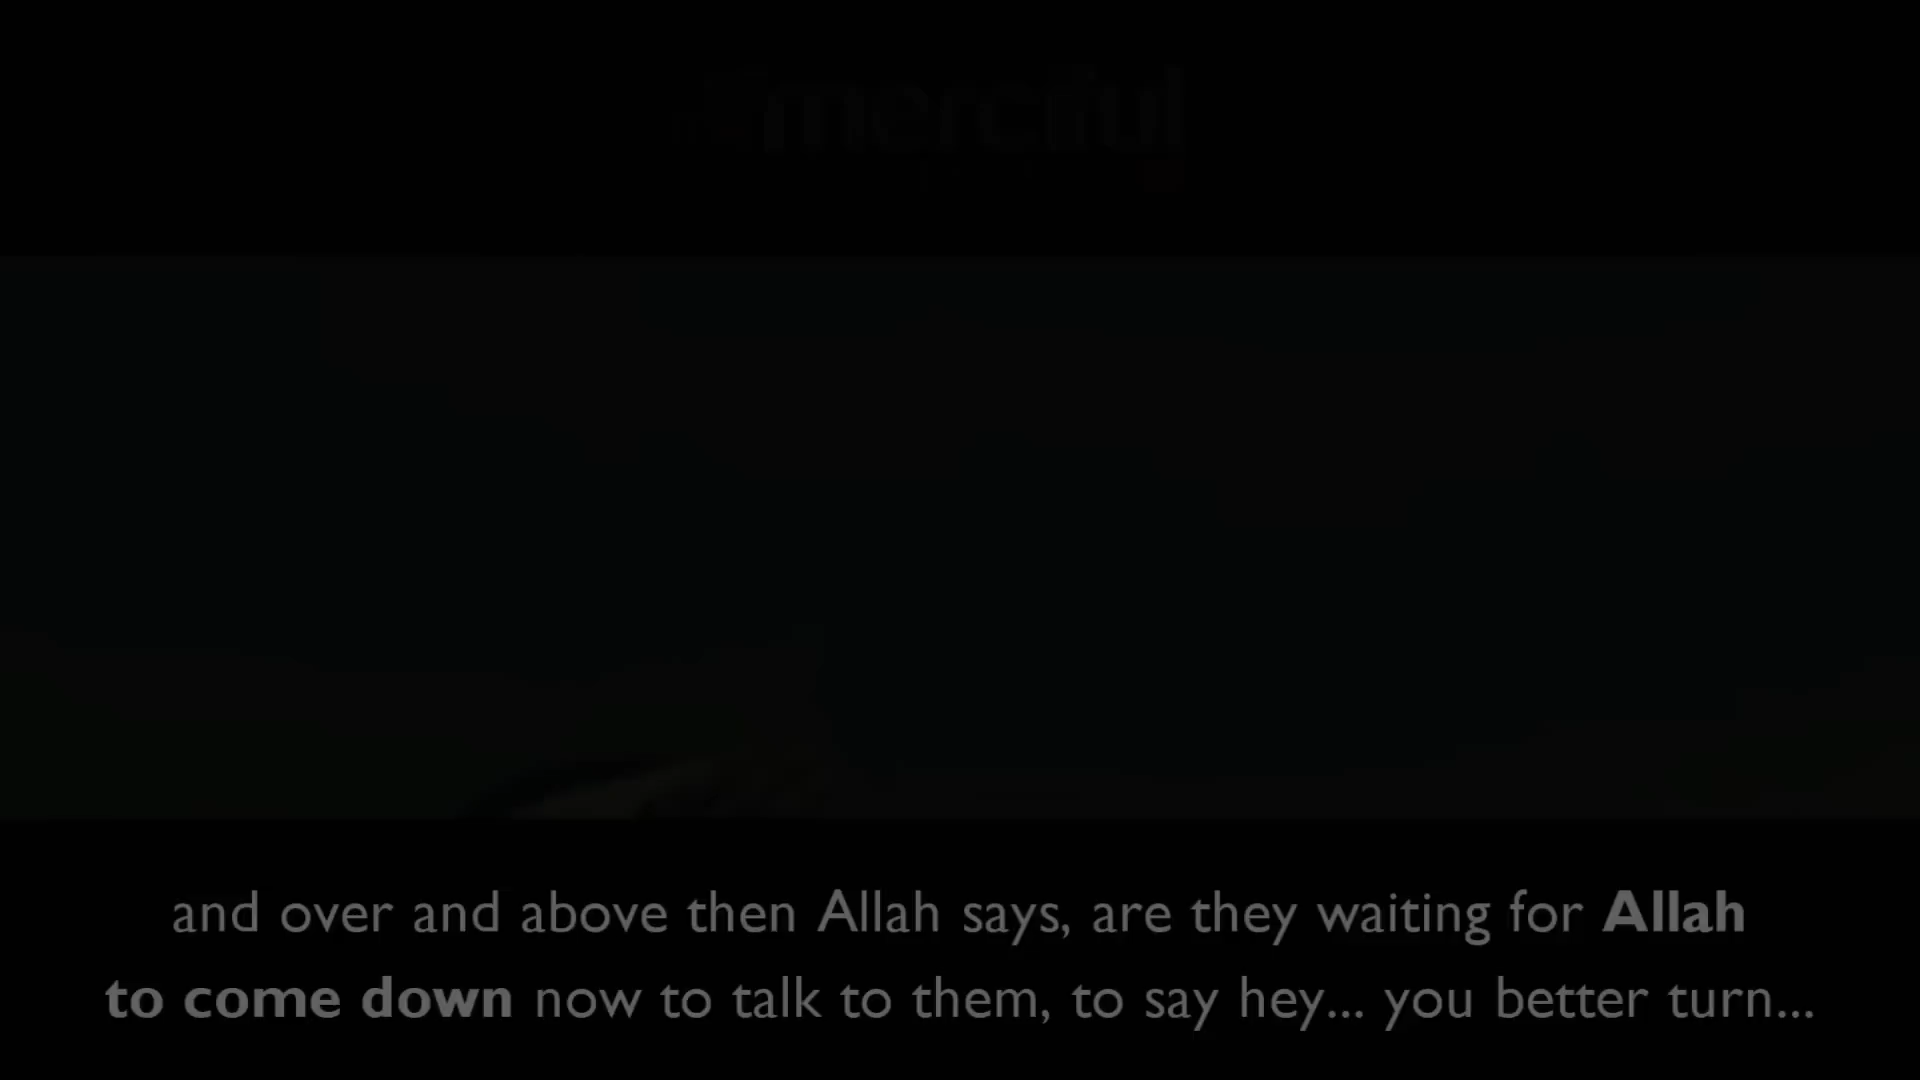 merciful
and over and above then Allah says, are they waiting for Allah
to come down now to talk to them, to say hey... you better turn...